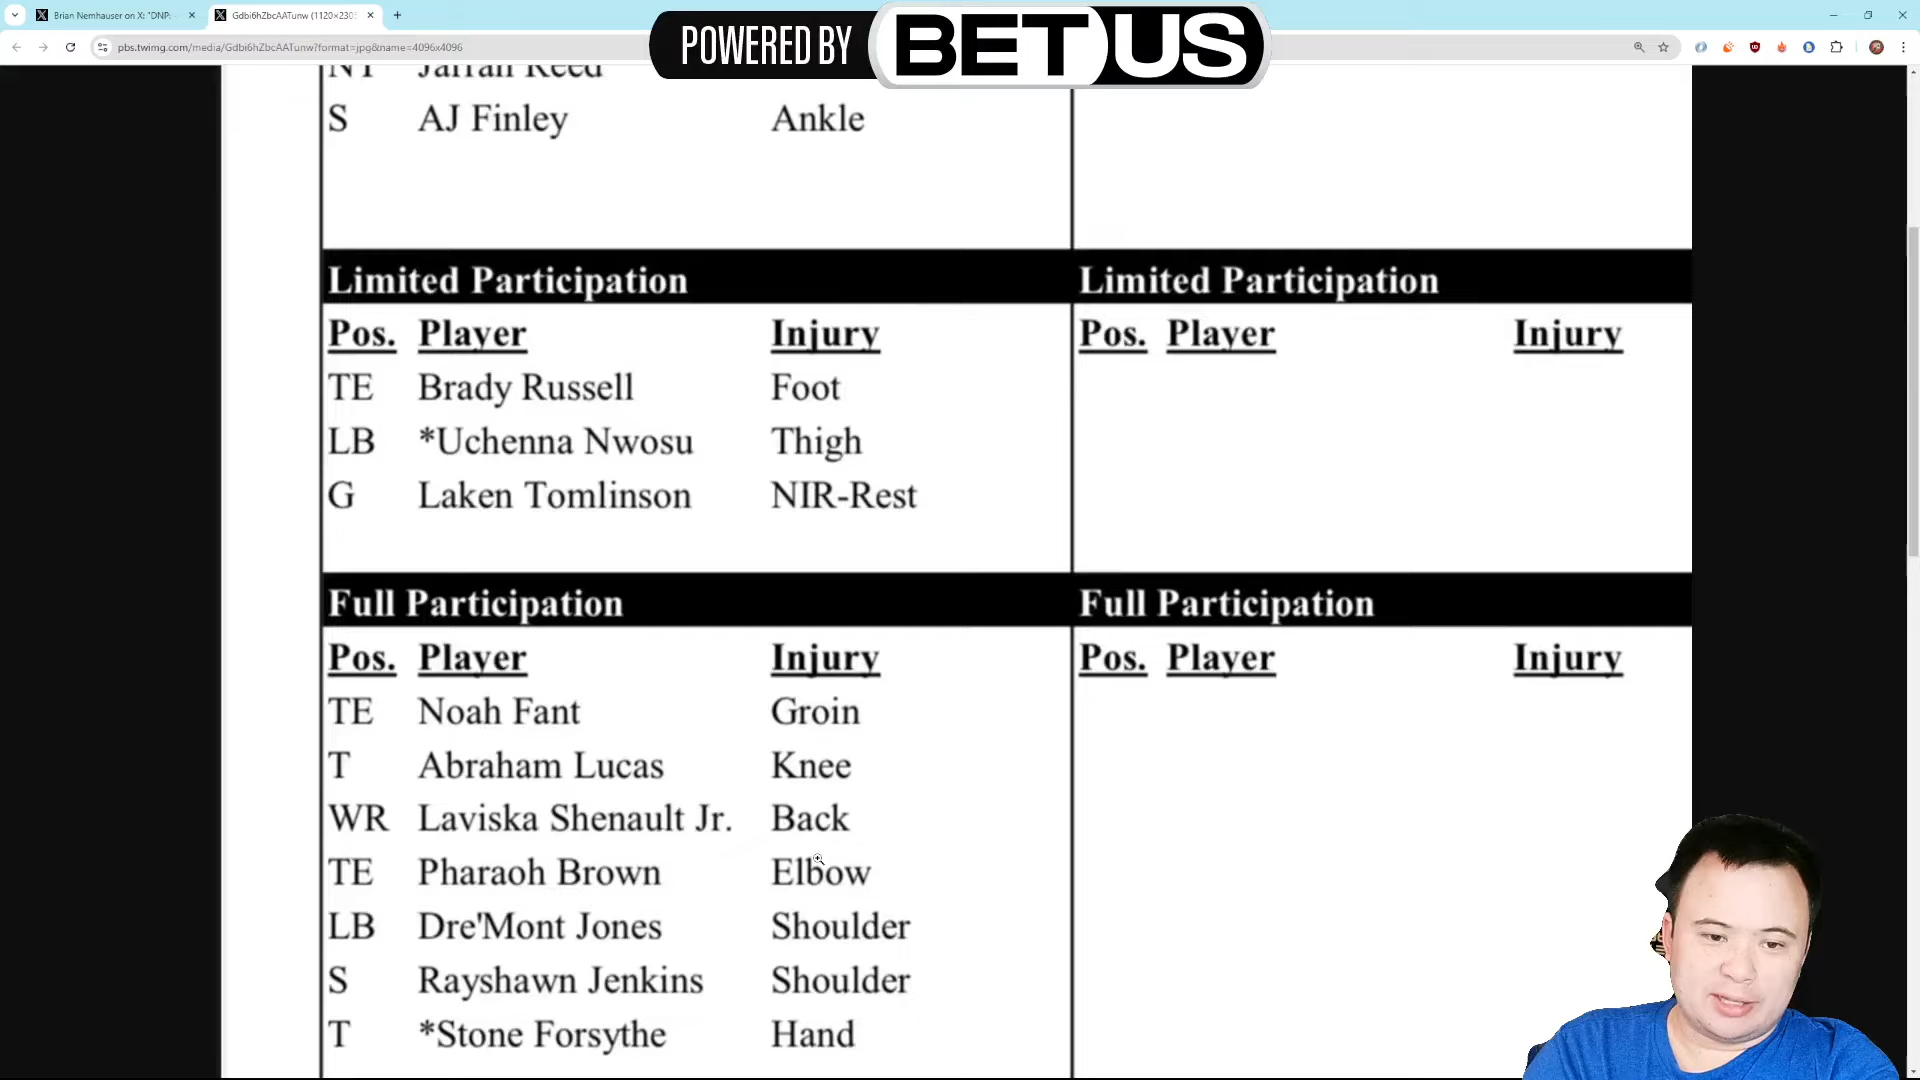 Brian Nemhauser on X: "DNP:
Gdbi6hZbcAATunw (1120×230
pbs.twimg.com/media/Gdbi6hZbcAATunw?format=jpg&name=4096x4096
POWERED BY BETUS
NT Jarran Reed
S AJ Finley Ankle
Limited Participation Limited Participation
Pos. Player Injury Pos. Player Injury
TE Brady Russell Foot
LB *Uchenna Nwosu Thigh
G Laken Tomlinson NIR-Rest
Full Participation Full Participation
Pos. Player Injury Pos. Player Injury
TE Noah Fant Groin
T Abraham Lucas Knee
WR Laviska Shenault Jr. Back
TE Pharaoh Brown Elbow
LB Dre'Mont Jones Shoulder
S Rayshawn Jenkins Shoulder
T *Stone Forsythe Hand